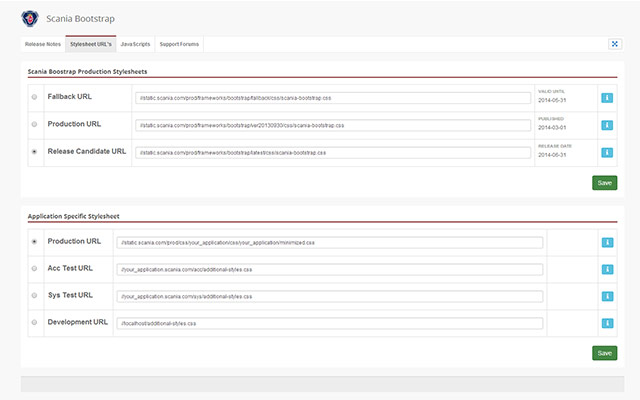 Scania Bootstrap
Release Notes Stylesheet URL's JavaScripts Support Forums
Scania Boostrap Production Stylesheets
Fallback URL //static.scania.com/prod/frameworks/bootstrap/fallback/css/scania-bootstrap.css VALID UNTIL 2014-05-31
Production URL //static.scania.com/prod/frameworks/bootstrap/var20130930/css/scania-bootstrap.css PUBLISHED 2014-03-01
Release Candidate URL //static.scania.com/prod/frameworks/bootstrap/latest/css/scania-bootstrap.css RELEASE DATE 2014-05-31
Save
Application Specific Stylesheet
Production URL //static.scania.com/prod/css/your_application/css/your_application/minimized.css
Acc Test URL //your_application.scania.com/acc/additional-styles.css
Sys Test URL //your_application.scania.com/sys/additional-styles.css
Development URL //localhost/additional-styles.css
Save